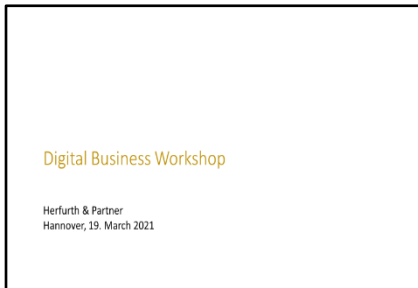 Digital Business Workshop
Herfurth & Partner
Hannover, 19. March 2021